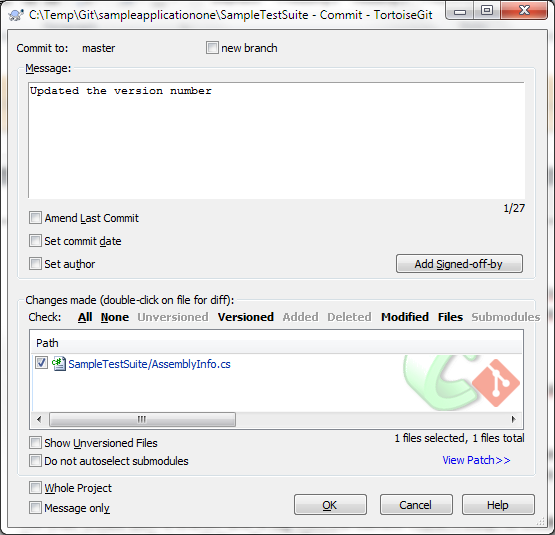 C:\Temp\Git\sampleapplicationone\SampleTestSuite - Commit - TortoiseGit
Commit to: master new branch
Message:
Updated the version number
1/27
Amend Last Commit
Set commit date
Set author
Add Signed-off-by
Changes made (double-click on file for diff):
Check: All None Unversioned Versioned Added Deleted Modified Files Submodules
Path
SampleTestSuite/AssemblyInfo.cs
Show Unversioned Files
1 files selected, 1 files total
Do not autoselect submodules
View Patch>>
Whole Project
Message only
OK Cancel Help